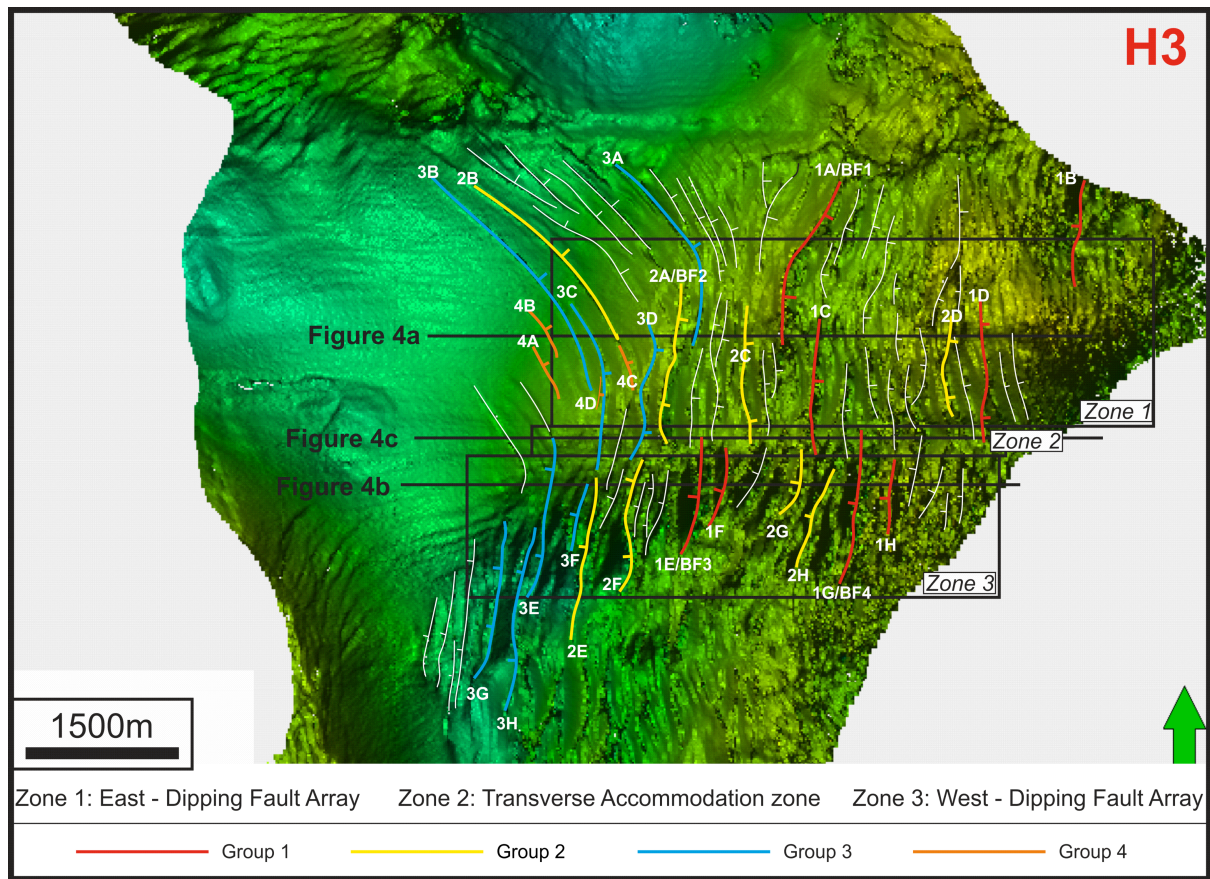 H3
3A
3B
2B
1A/BF1
1B
2A/BF2
3C
4B
3D
1C
1D
2D
Figure 4a
4A
2C
4C
4D
Zone 1
Figure 4c
Zone 2
Figure 4b
1F
2G
1H
3F
1E/BF3
2F
2H
Zone 3
1G/BF4
3E
2E
3G
3H
1500m
Zone 1: East - Dipping Fault Array
Zone 2: Transverse Accommodation zone
Zone 3: West - Dipping Fault Array
Group 1
Group 2
Group 3
Group 4